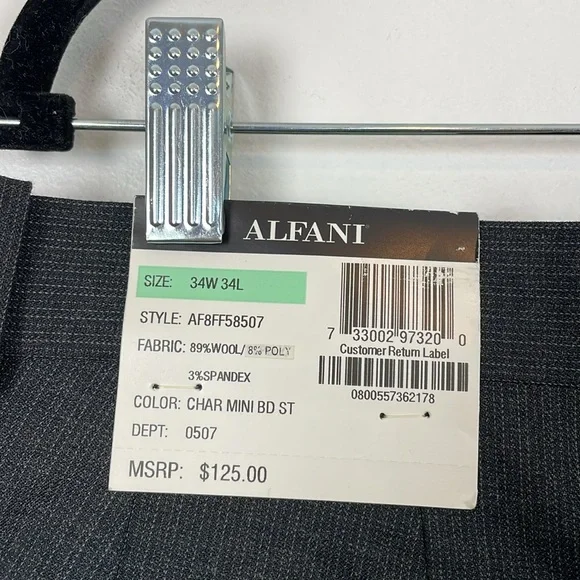 ALFANI
SIZE: 34W 34L
STYLE: AF8FF58507
FABRIC: 89%WOOL/8% POLY
3%SPANDEX
COLOR: CHAR MINI BD ST
DEPT: 0507
MSRP: $125.00
7 33002 97320 0
Customer Return Label
0800557362178